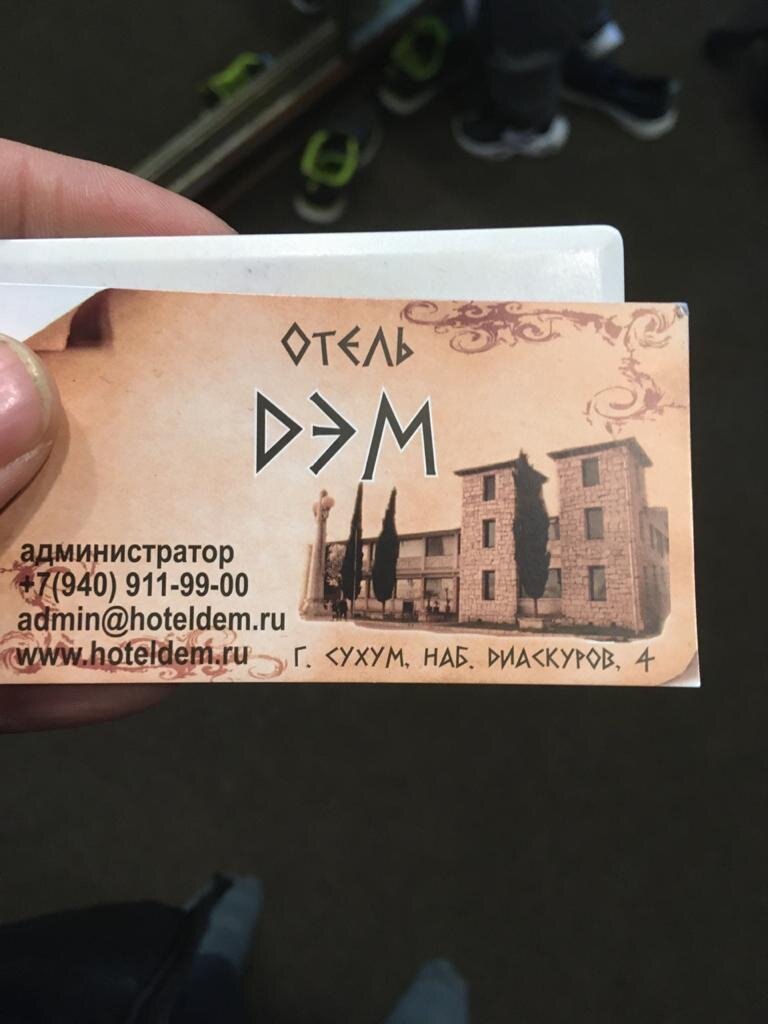 ОТЕЛЬ
ДЭМ
администратор
+7(940) 911-99-00
admin@hoteldem.ru
www.hoteldem.ru
Г. СУХУМ, НАБ. ДИАСКУРОВ, 4